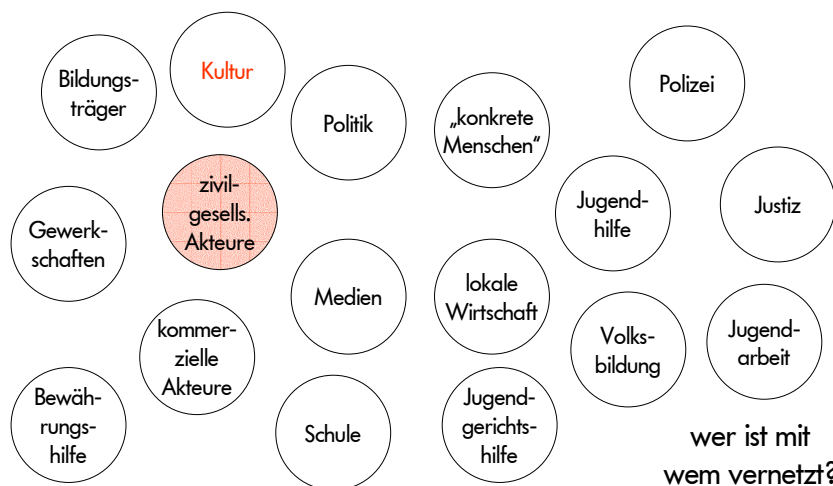 Bildungs-
träger
Kultur
Politik
„konkrete
Menschen“
Polizei
zivil-
gesells.
Akteure
Jugend-
hilfe
Justiz
Gewerk-
schaften
Medien
lokale
Wirtschaft
kommer-
zielle
Akteure
Volks-
bildung
Jugend-
arbeit
Bewäh-
rungs-
hilfe
Schule
Jugend-
gerichts-
hilfe
wer ist mit
wem vernetzt?